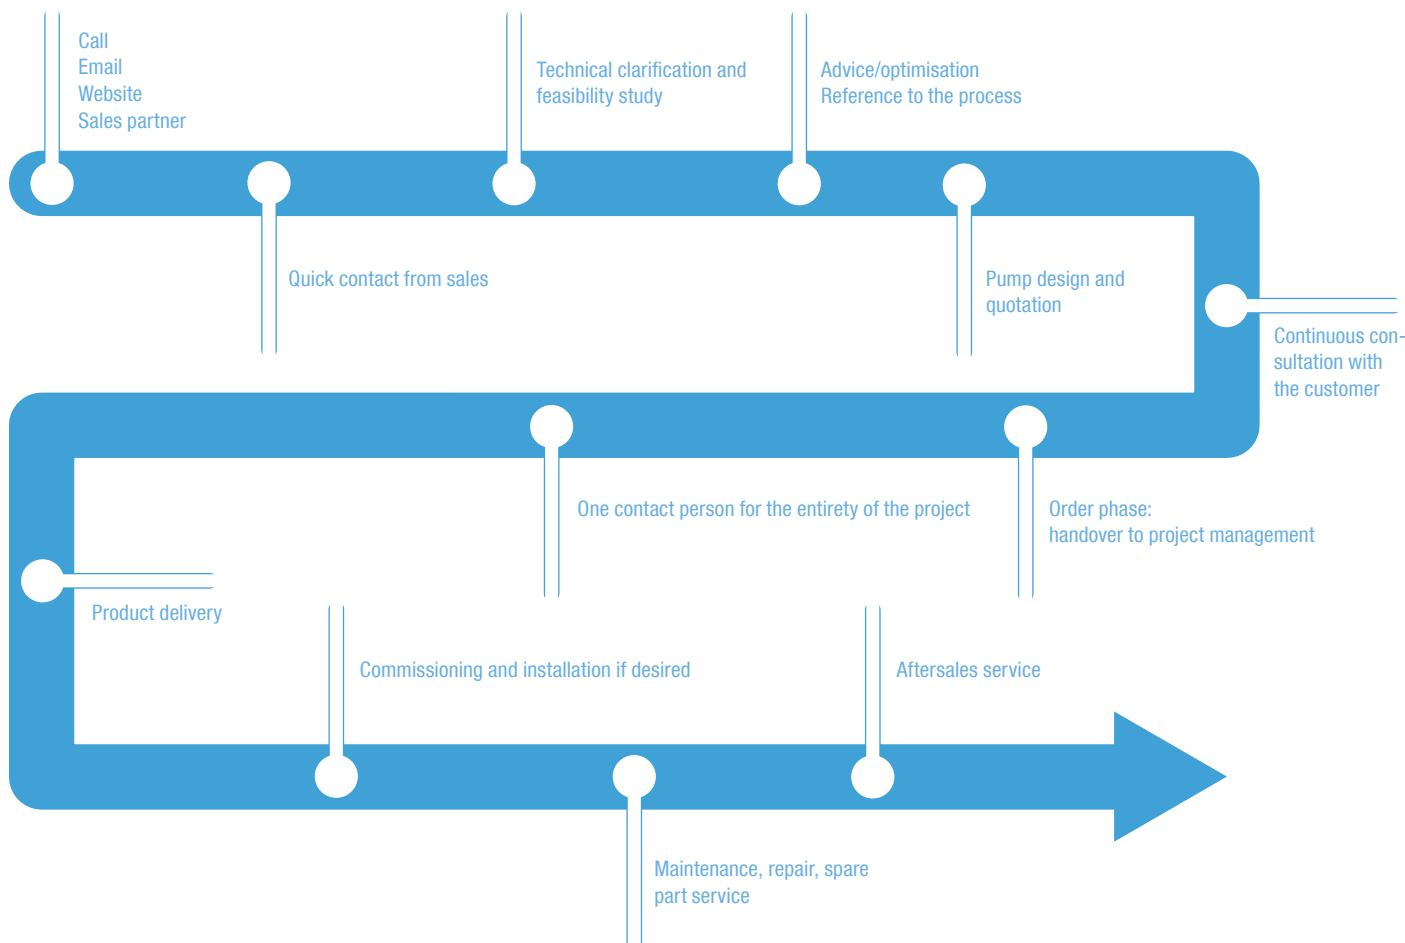 Call
Email
Website
Sales partner
Technical clarification and
feasibility study
Advice/optimisation
Reference to the process
Quick contact from sales
Pump design and
quotation
Continuous con-
sultation with
the customer
One contact person for the entirety of the project
Order phase:
handover to project management
Product delivery
Commissioning and installation if desired
Aftersales service
Maintenance, repair, spare
part service